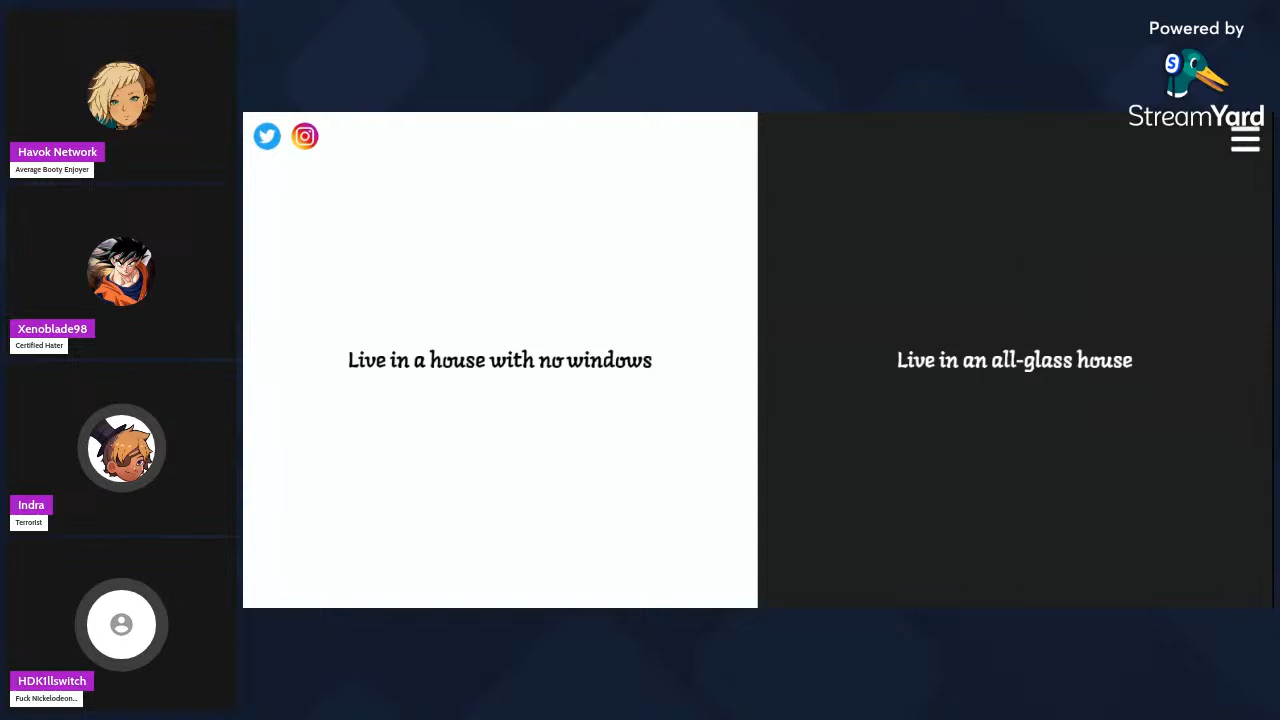 Powered by
S
StreamYard
Havok Network
Average Booty Enjoyer
Xenoblade98
Certified Hater
Indra
Terrorist
HDK1llswitch
Fuck Nickelodeon...
Live in a house with no windows
Live in an all-glass house